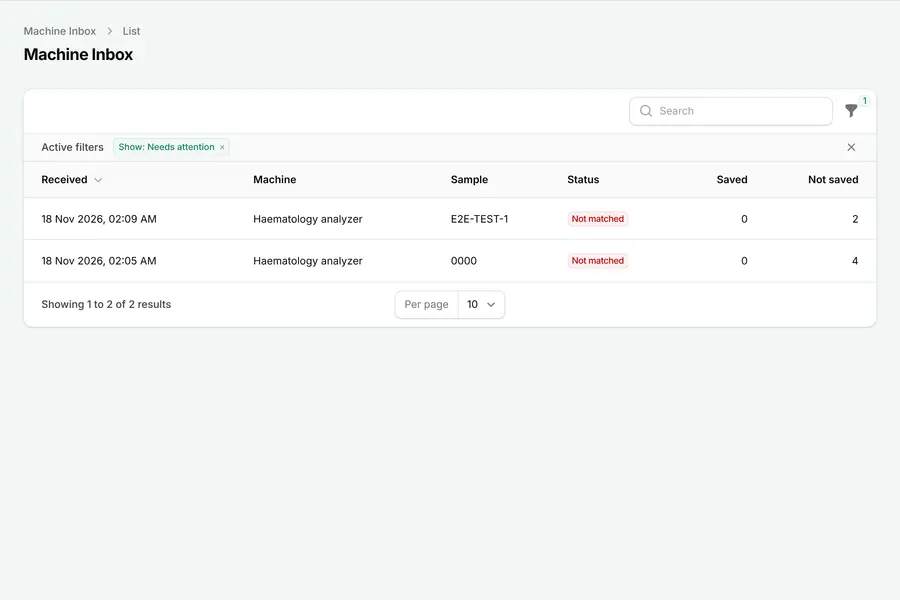 Machine Inbox > List
Machine Inbox
Search
1
Active filters Show: Needs attention ×
Received Machine Sample Status Saved Not saved
18 Nov 2026, 02:09 AM Haematology analyzer E2E-TEST-1 Not matched 0 2
18 Nov 2026, 02:05 AM Haematology analyzer 0000 Not matched 0 4
Showing 1 to 2 of 2 results Per page 10